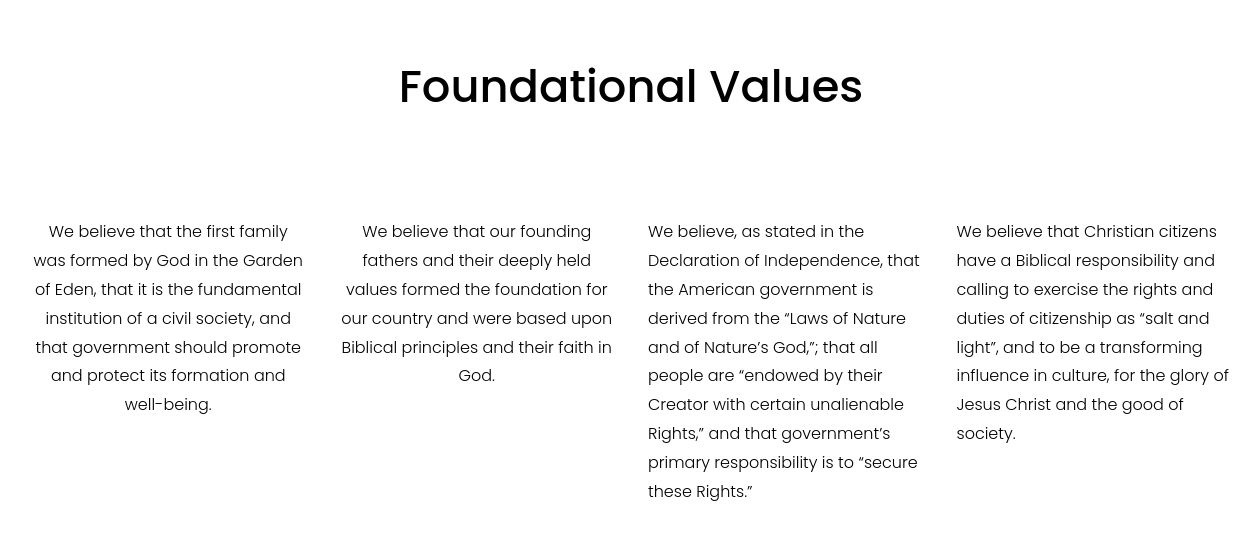 Foundational Values
We believe that the first family
was formed by God in the Garden
of Eden, that it is the fundamental
institution of a civil society, and
that government should promote
and protect its formation and
well-being.
We believe that our founding
fathers and their deeply held
values formed the foundation for
our country and were based upon
Biblical principles and their faith in
God.
We believe, as stated in the
Declaration of Independence, that
the American government is
derived from the “Laws of Nature
and of Nature’s God,”; that all
people are “endowed by their
Creator with certain unalienable
Rights,” and that government’s
primary responsibility is to “secure
these Rights.”
We believe that Christian citizens
have a Biblical responsibility and
calling to exercise the rights and
duties of citizenship as “salt and
light”, and to be a transforming
influence in culture, for the glory of
Jesus Christ and the good of
society.